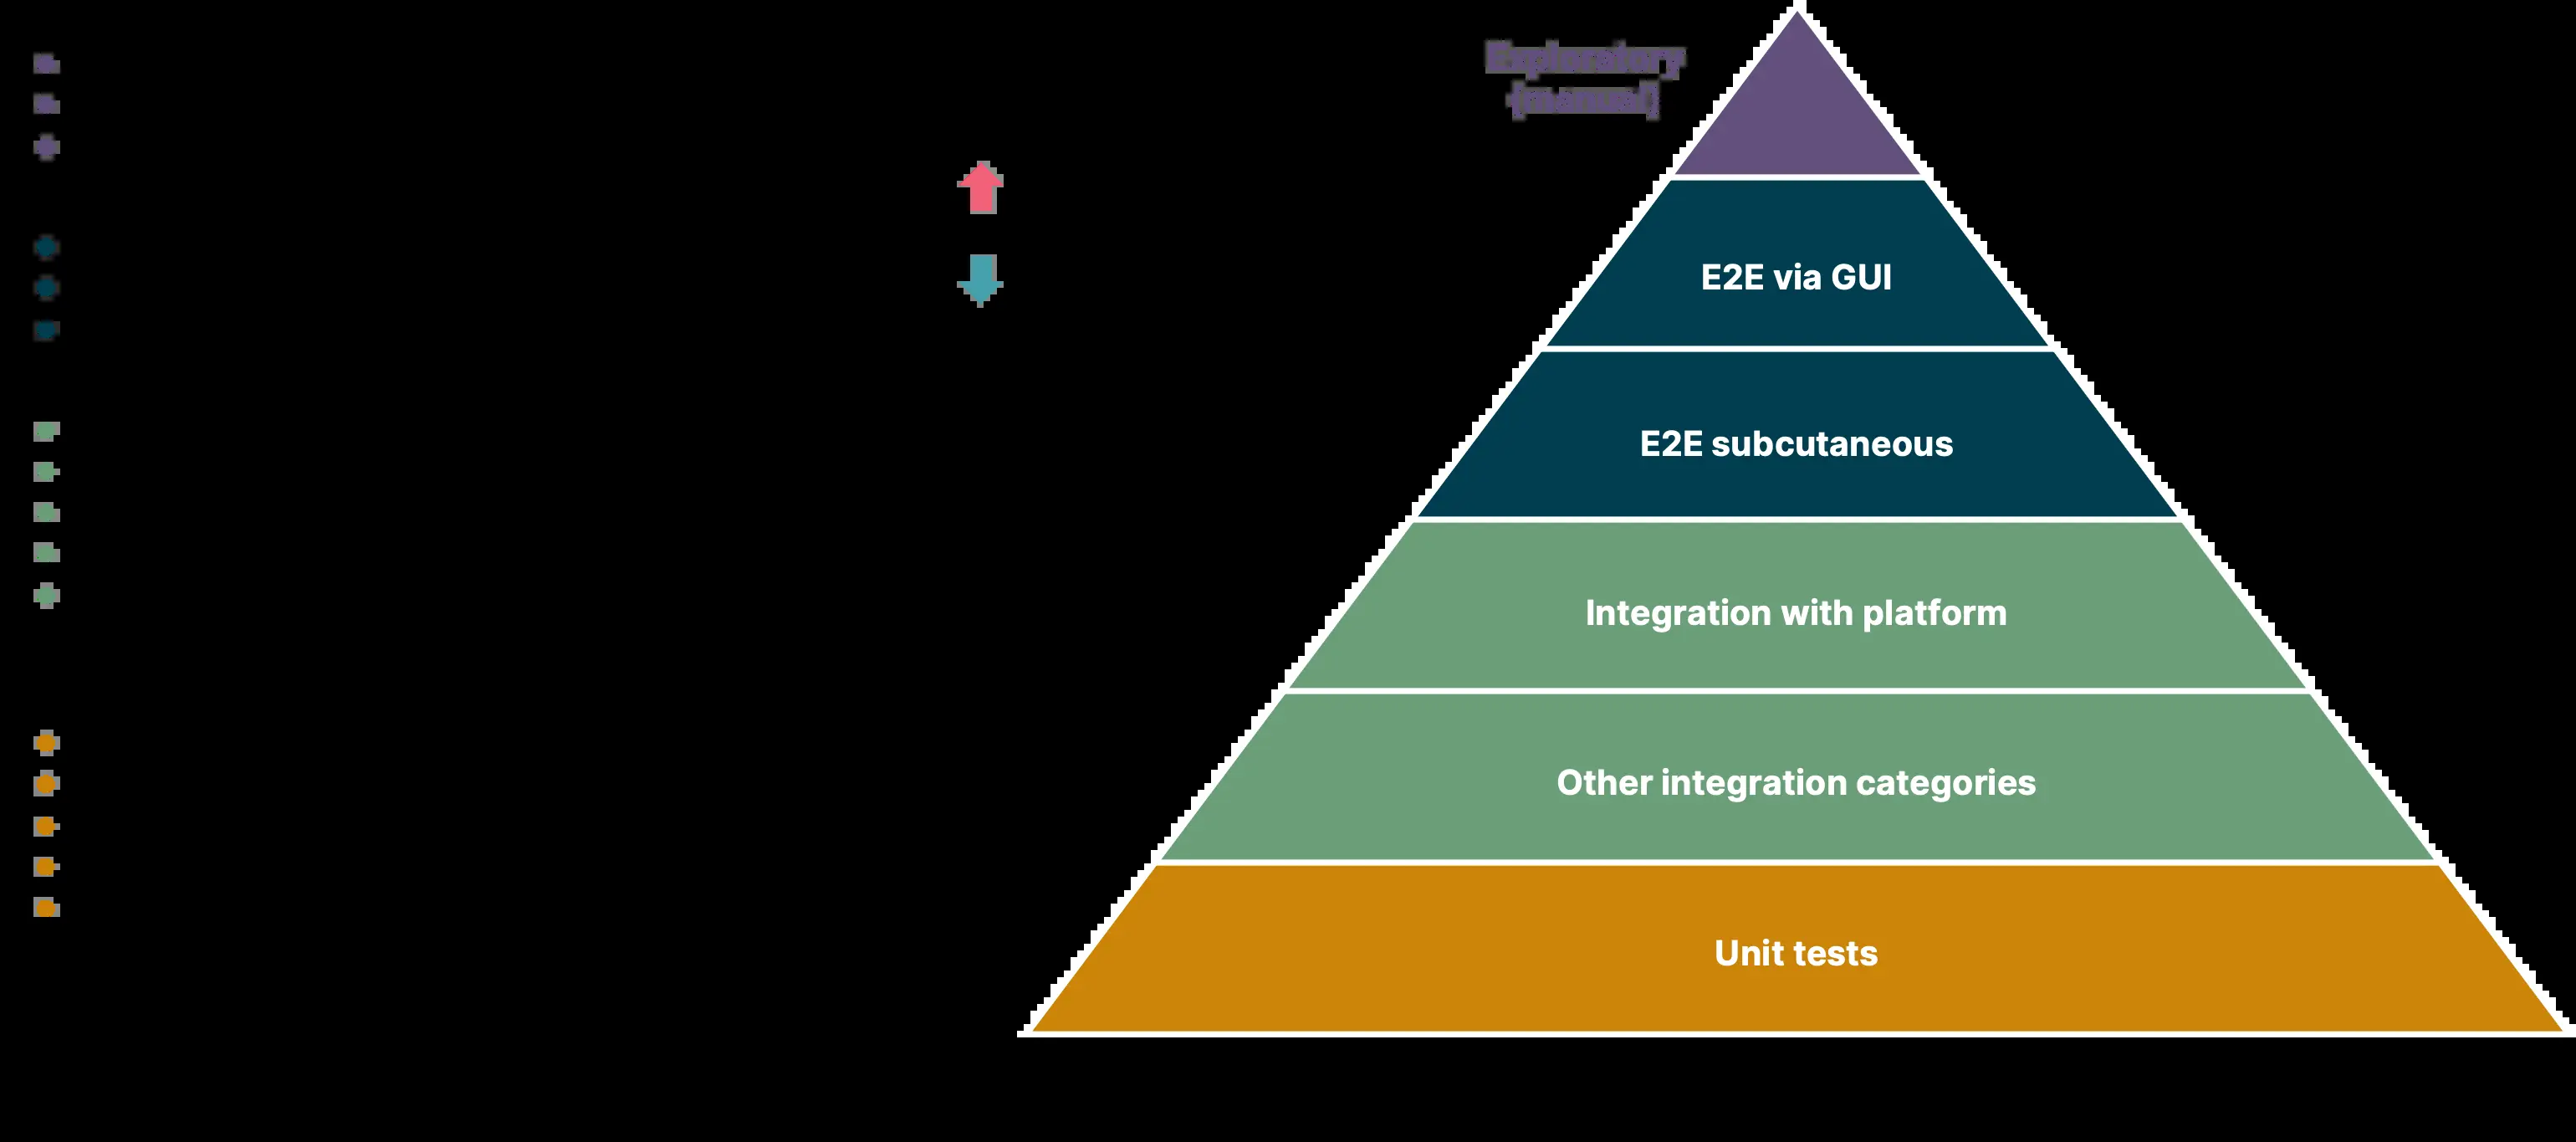 Exploratory
(manual)
E2E via GUI
E2E subcutaneous
Integration with platform
Other integration categories
Unit tests